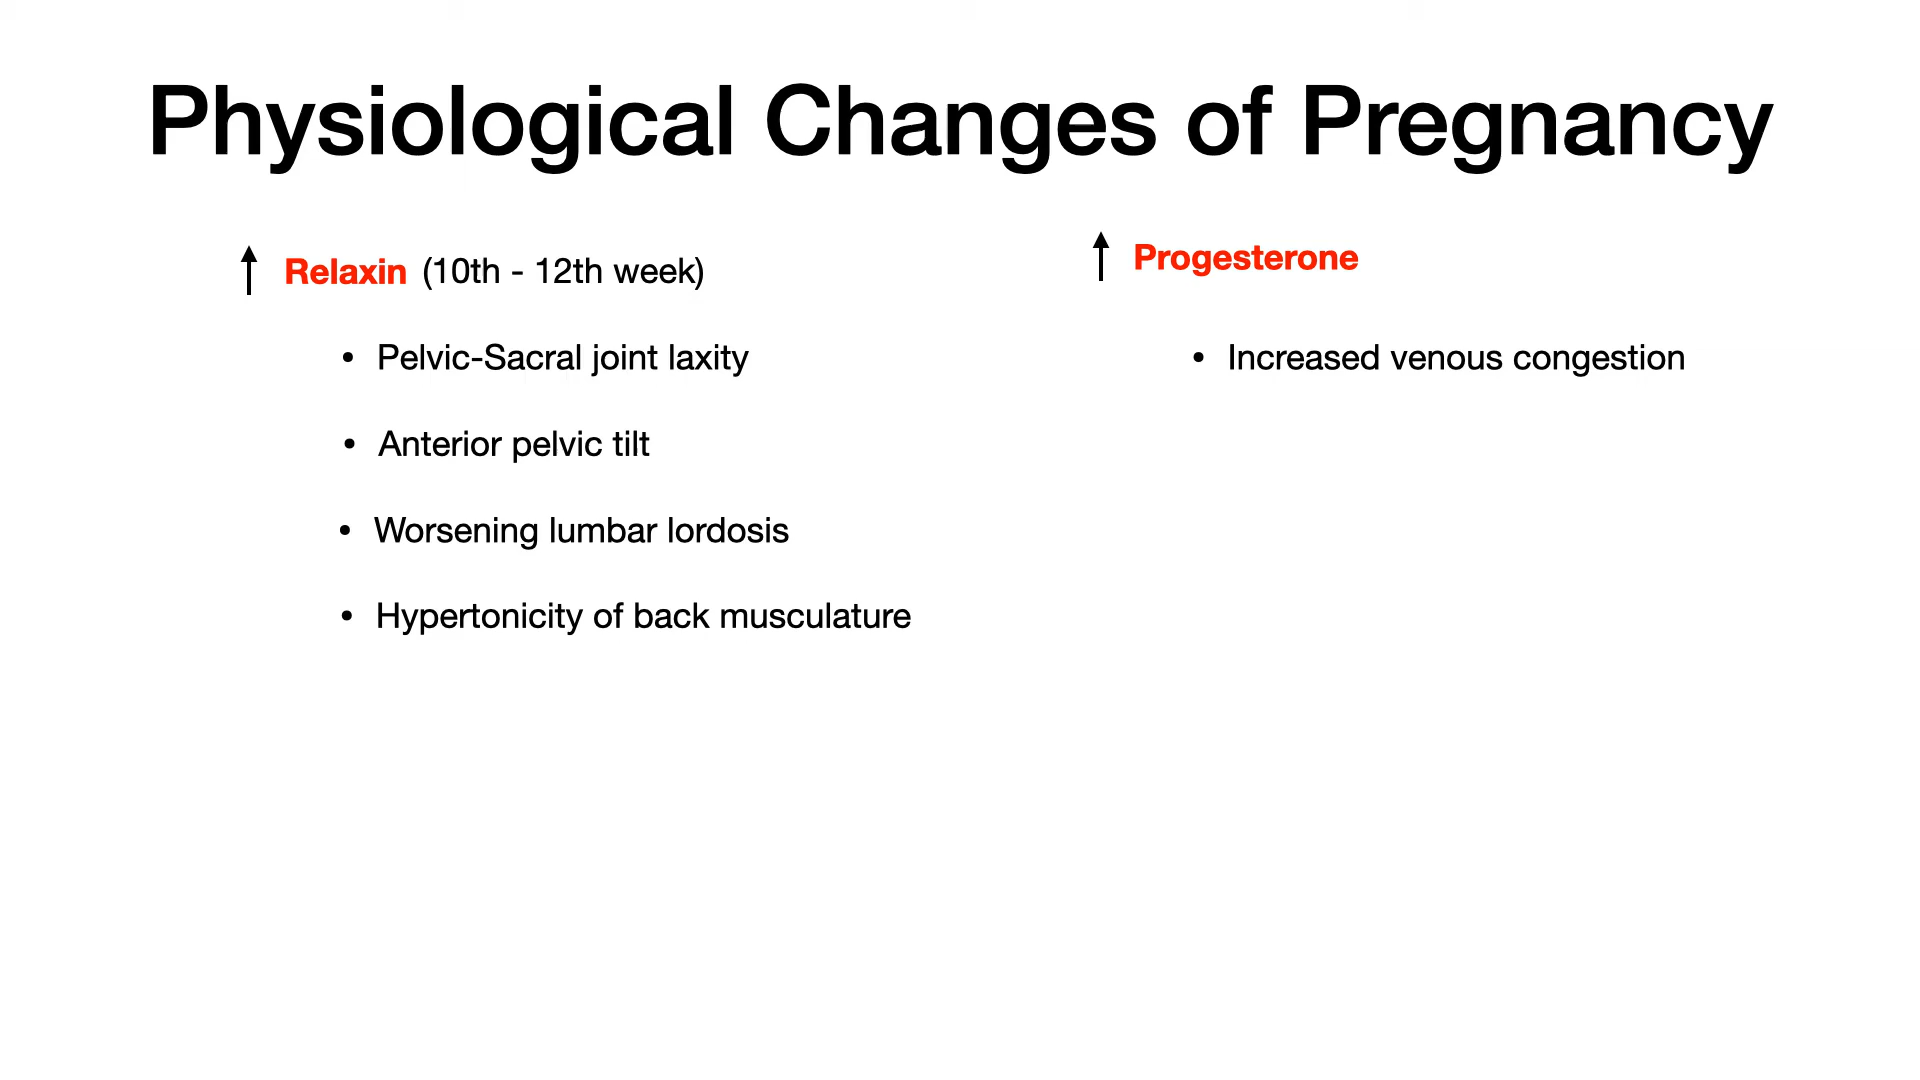 Physiological Changes of Pregnancy
Relaxin (10th - 12th week)
• Pelvic-Sacral joint laxity
• Anterior pelvic tilt
• Worsening lumbar lordosis
• Hypertonicity of back musculature
Progesterone
• Increased venous congestion